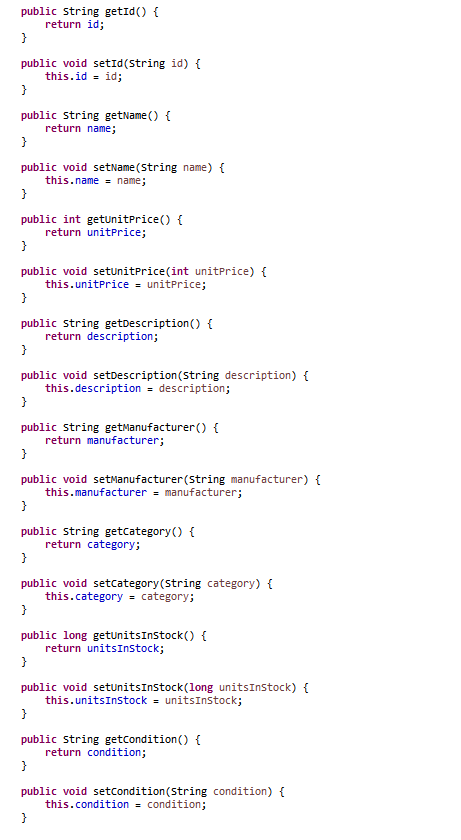 public String getId() {
    return id;
}

public void setId(String id) {
    this.id = id;
}

public String getName() {
    return name;
}

public void setName(String name) {
    this.name = name;
}

public int getUnitPrice() {
    return unitPrice;
}

public void setUnitPrice(int unitPrice) {
    this.unitPrice = unitPrice;
}

public String getDescription() {
    return description;
}

public void setDescription(String description) {
    this.description = description;
}

public String getManufacturer() {
    return manufacturer;
}

public void setManufacturer(String manufacturer) {
    this.manufacturer = manufacturer;
}

public String getCategory() {
    return category;
}

public void setCategory(String category) {
    this.category = category;
}

public long getUnitsInStock() {
    return unitsInStock;
}

public void setUnitsInStock(long unitsInStock) {
    this.unitsInStock = unitsInStock;
}

public String getCondition() {
    return condition;
}

public void setCondition(String condition) {
    this.condition = condition;
}